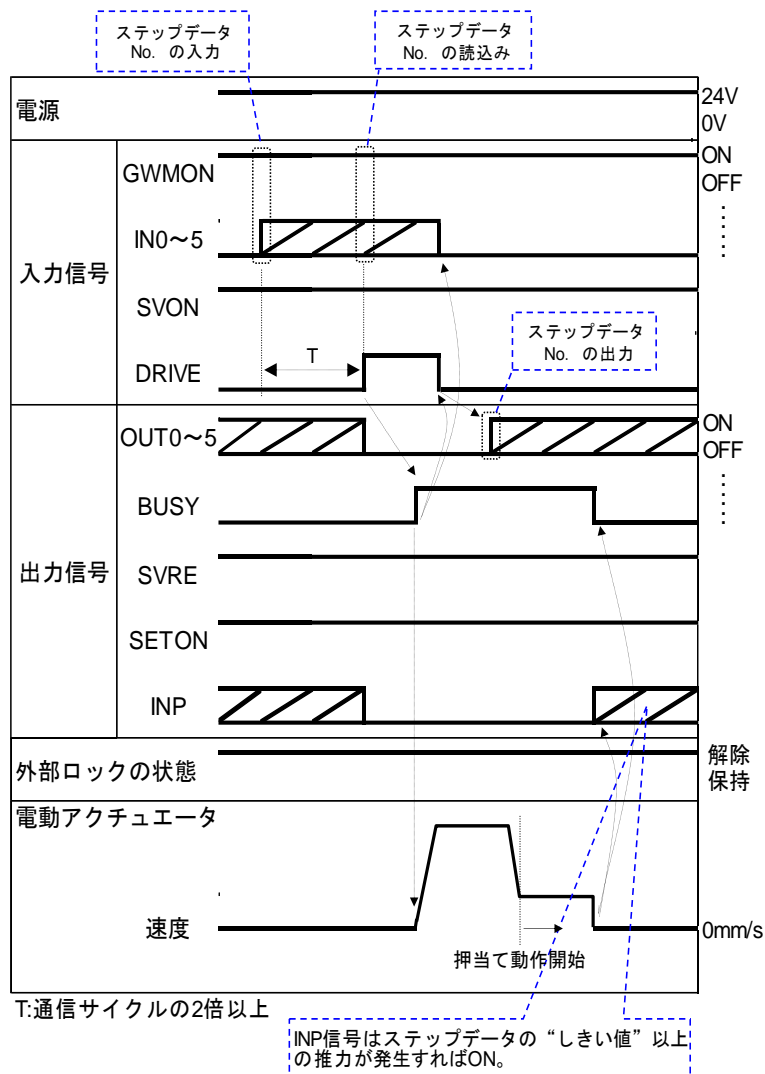 ステップデータ
No. の入力
ステップデータ
No. の読込み
電源
24V
0V
入力信号
GWMON
ON
OFF
IN0～5
SVON
DRIVE
T
ステップデータ
No. の出力
出力信号
OUT0～5
ON
OFF
BUSY
SVRE
SETON
INP
外部ロックの状態
解除
保持
電動アクチュエータ
速度
0mm/s
押当て動作開始
T:通信サイクルの2倍以上
INP信号はステップデータの“しきい値”以上
の推力が発生すればON。